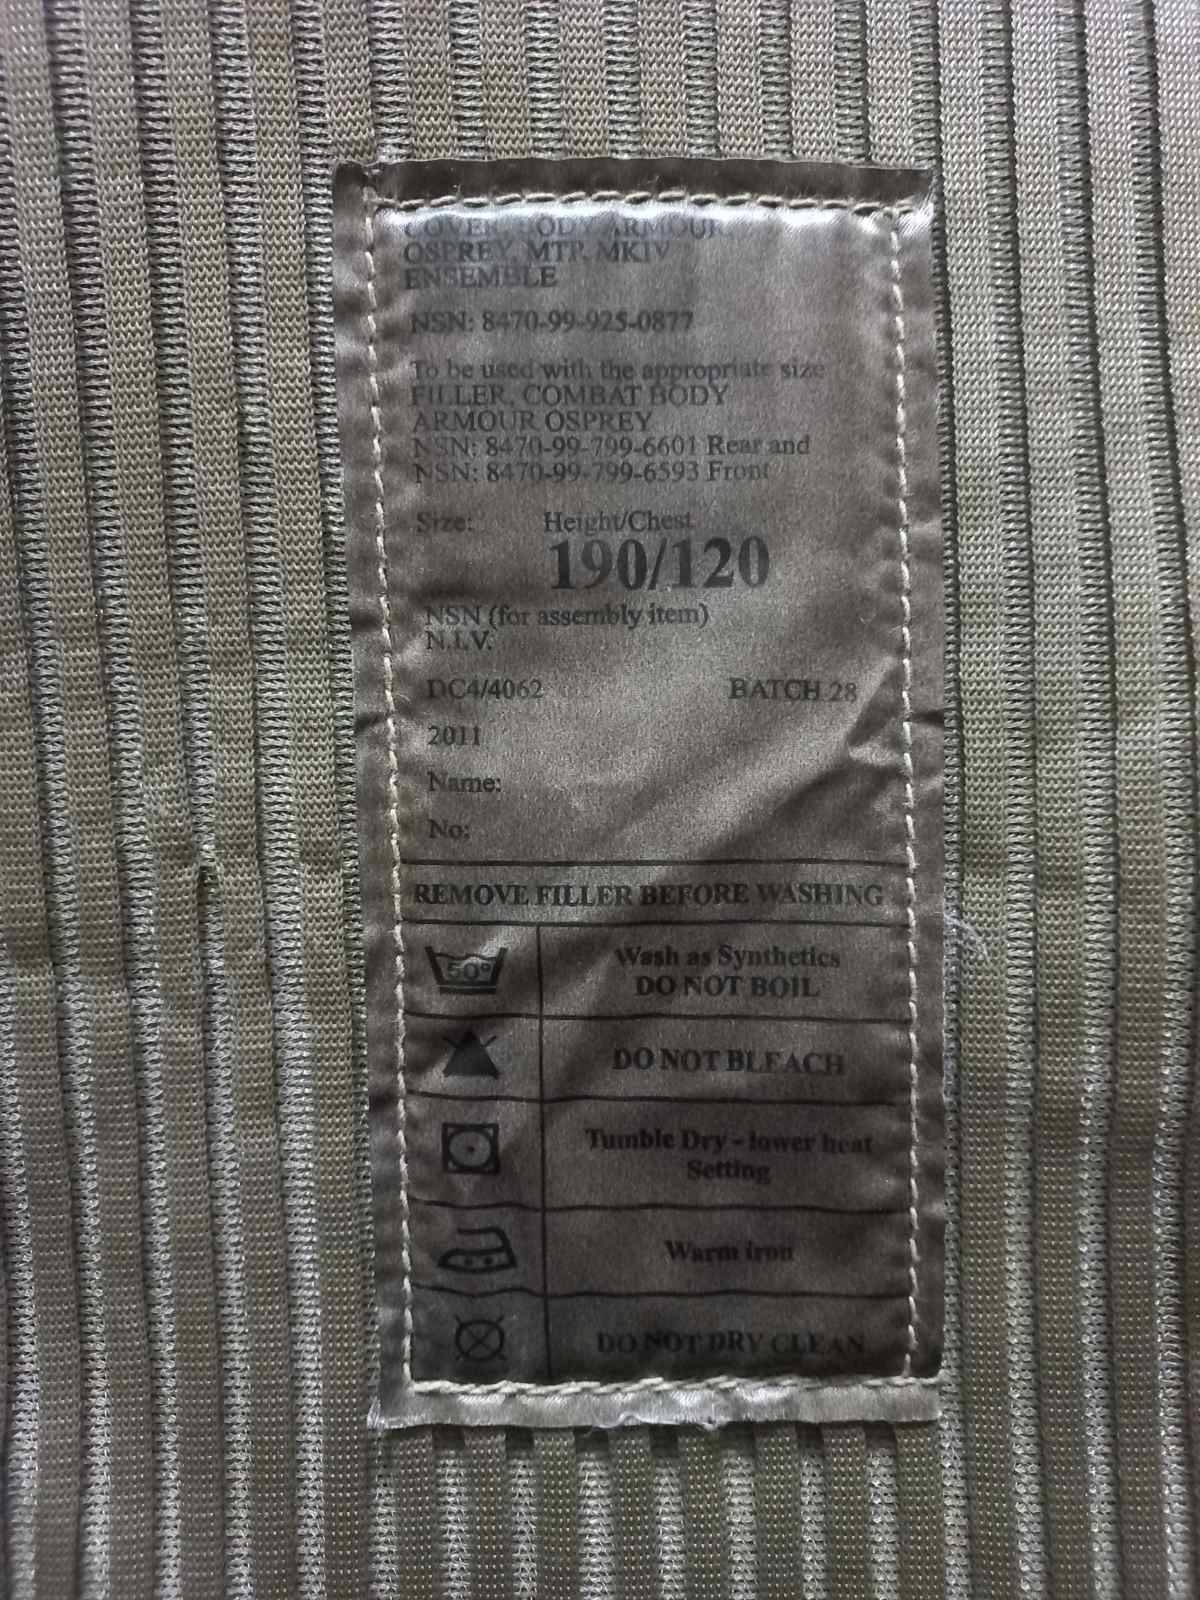 COVER, BODY ARMOUR,
OSPREY, MTP, MKIV
ENSEMBLE
NSN: 8470-99-925-0877
To be used with the appropriate size
FILLER, COMBAT BODY
ARMOUR OSPREY
NSN: 8470-99-799-6601 Rear and
NSN: 8470-99-799-6593 Front
Size: Height/Chest
190/120
NSN (for assembly item)
N.I.V.
DC4/4062 BATCH 28
2011
Name:
No:
REMOVE FILLER BEFORE WASHING
50° Wash as Synthetics
DO NOT BOIL
DO NOT BLEACH
Tumble Dry - lower heat
Setting
Warm iron
DO NOT DRY CLEAN